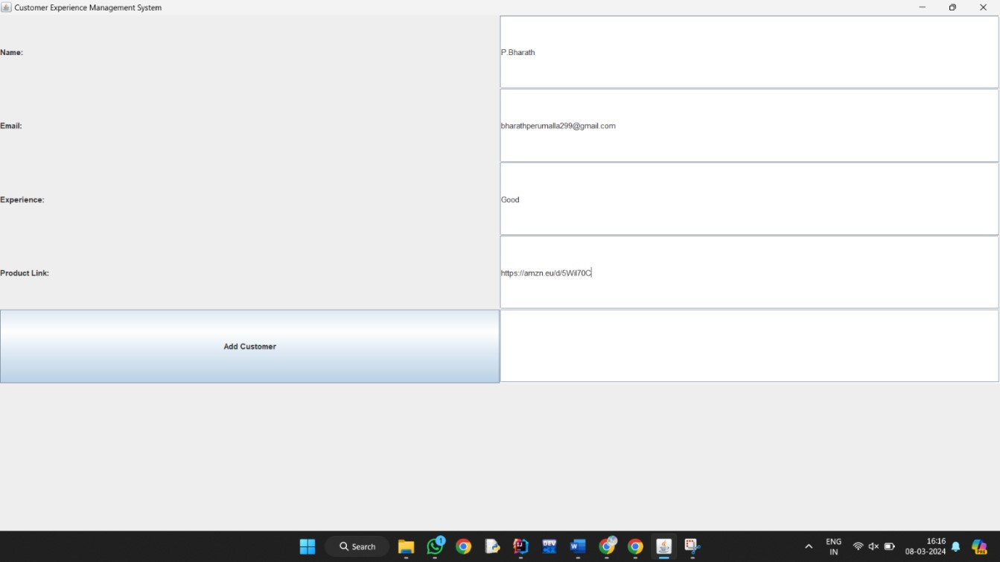 Customer Experience Management System
Name:
P.Bharath
Email:
bharathperumalla299@gmail.com
Experience:
Good
Product Link:
https://amzn.eu/d/5Wil70C
Add Customer
1
Search
DEV
W
ENG
IN
16:16
08-03-2024
PRE